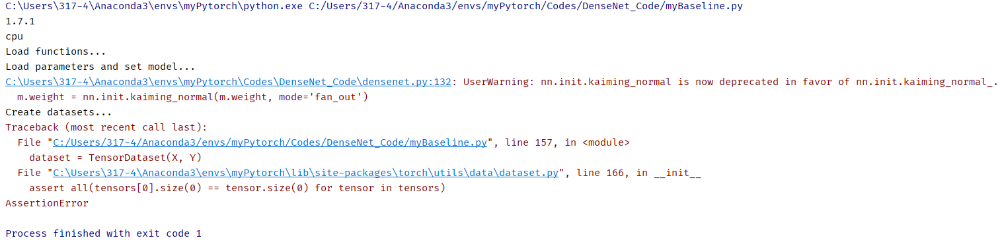 C:\Users\317-4\Anaconda3\envs\myPytorch\python.exe C:/Users/317-4/Anaconda3/envs/myPytorch/Codes/DenseNet_Code/myBaseline.py
1.7.1
cpu
Load functions...
Load parameters and set model...
C:\Users\317-4\Anaconda3\envs\myPytorch\Codes\DenseNet_Code\densenet.py:132: UserWarning: nn.init.kaiming_normal is now deprecated in favor of nn.init.kaiming_normal_.
  m.weight = nn.init.kaiming_normal(m.weight, mode='fan_out')
Create datasets...
Traceback (most recent call last):
  File "C:/Users/317-4/Anaconda3/envs/myPytorch/Codes/DenseNet_Code/myBaseline.py", line 157, in <module>
    dataset = TensorDataset(X, Y)
  File "C:\Users\317-4\Anaconda3\envs\myPytorch\lib\site-packages\torch\utils\data\dataset.py", line 166, in __init__
    assert all(tensors[0].size(0) == tensor.size(0) for tensor in tensors)
AssertionError
Process finished with exit code 1